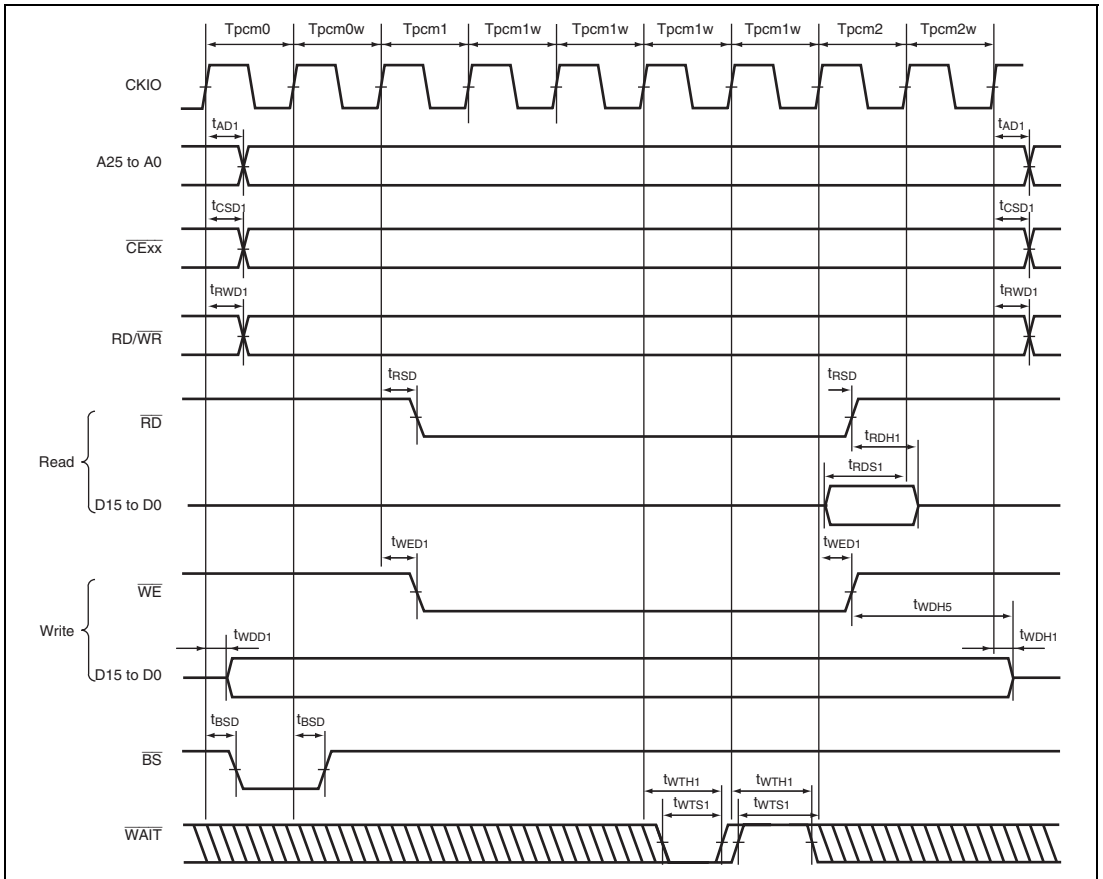 Tpcm0 Tpcm0w Tpcm1 Tpcm1w Tpcm1w Tpcm1w Tpcm1w Tpcm2 Tpcm2w
CKIO
tAD1 tAD1
A25 to A0
tCSD1 tCSD1
CExx
tRWD1 tRWD1
RD/WR
tRSD tRSD
RD
tRDH1
Read
tRDS1
D15 to D0
tWED1 tWED1
WE
tWDH5
Write
tWDD1 tWDH1
D15 to D0
tBSD tBSD
BS
tWTH1 tWTH1
tWTS1 tWTS1
WAIT